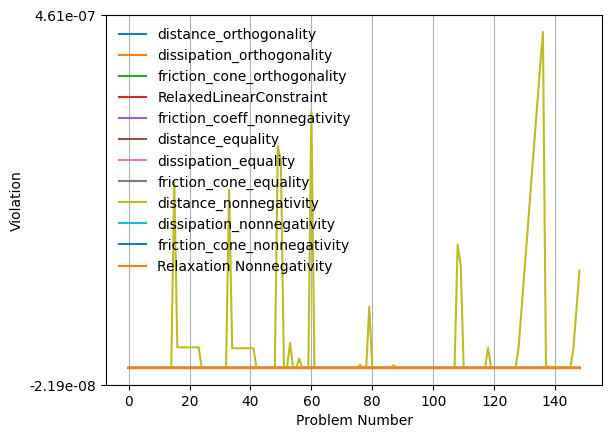 4.61e-07
distance_orthogonality
dissipation_orthogonality
friction_cone_orthogonality
RelaxedLinearConstraint
friction_coeff_nonnegativity
distance_equality
dissipation_equality
friction_cone_equality
distance_nonnegativity
dissipation_nonnegativity
friction_cone_nonnegativity
Relaxation Nonnegativity
Violation
-2.19e-08
0 20 40 60 80 100 120 140
Problem Number